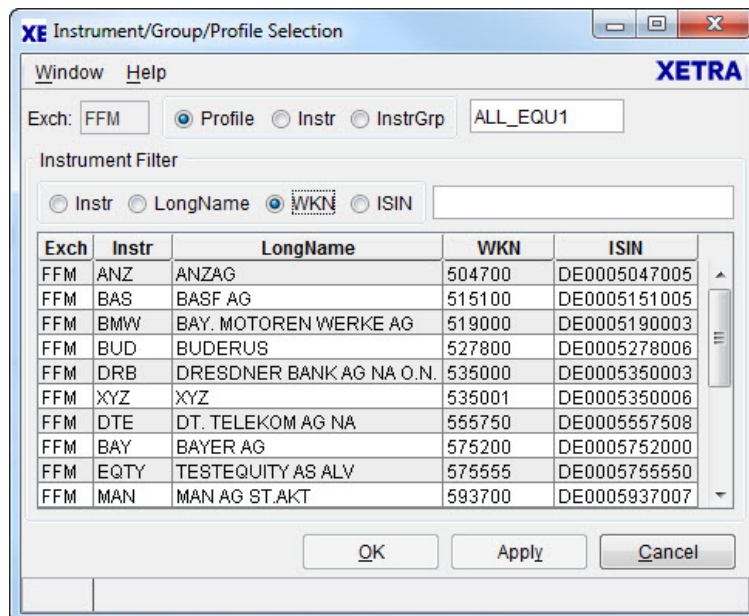 XE Instrument/Group/Profile Selection
Window Help XETRA
Exch: FFM Profile Instr InstrGrp ALL_EQU1
Instrument Filter
Instr LongName WKN ISIN
Exch Instr LongName WKN ISIN
FFM ANZ ANZAG 504700 DE0005047005
FFM BAS BASF AG 515100 DE0005151005
FFM BMW BAY. MOTOREN WERKE AG 519000 DE0005190003
FFM BUD BUDERUS 527800 DE0005278006
FFM DRB DRESDNER BANK AG NA O.N. 535000 DE0005350003
FFM XYZ XYZ 535001 DE0005350006
FFM DTE DT. TELEKOM AG NA 555750 DE0005557508
FFM BAY BAYER AG 575200 DE0005752000
FFM EQTY TESTEQUITY AS ALV 575555 DE0005755550
FFM MAN MAN AG ST.AKT 593700 DE0005937007
OK Apply Cancel